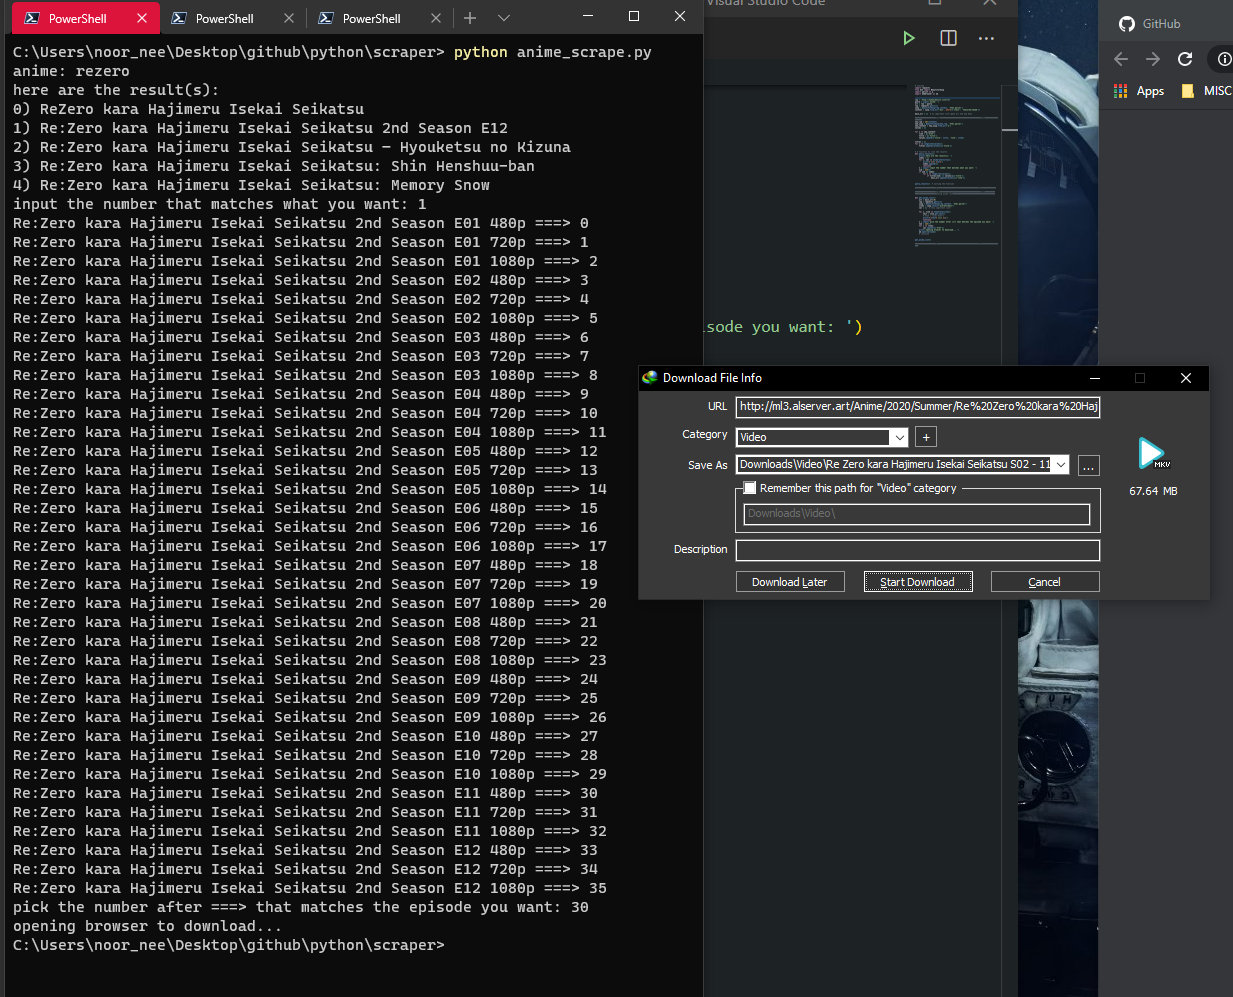 PowerShell
PowerShell
PowerShell
C:\Users\noor_nee\Desktop\github\python\scraper> python anime_scrape.py
anime: rezero
here are the result(s):
0) ReZero kara Hajimeru Isekai Seikatsu
1) Re:Zero kara Hajimeru Isekai Seikatsu 2nd Season E12
2) Re:Zero kara Hajimeru Isekai Seikatsu – Hyouketsu no Kizuna
3) Re:Zero kara Hajimeru Isekai Seikatsu: Shin Henshuu-ban
4) Re:Zero kara Hajimeru Isekai Seikatsu: Memory Snow
input the number that matches what you want: 1
Re:Zero kara Hajimeru Isekai Seikatsu 2nd Season E01 480p ===> 0
Re:Zero kara Hajimeru Isekai Seikatsu 2nd Season E01 720p ===> 1
Re:Zero kara Hajimeru Isekai Seikatsu 2nd Season E01 1080p ===> 2
Re:Zero kara Hajimeru Isekai Seikatsu 2nd Season E02 480p ===> 3
Re:Zero kara Hajimeru Isekai Seikatsu 2nd Season E02 720p ===> 4
Re:Zero kara Hajimeru Isekai Seikatsu 2nd Season E02 1080p ===> 5
Re:Zero kara Hajimeru Isekai Seikatsu 2nd Season E03 480p ===> 6
Re:Zero kara Hajimeru Isekai Seikatsu 2nd Season E03 720p ===> 7
Re:Zero kara Hajimeru Isekai Seikatsu 2nd Season E03 1080p ===> 8
Re:Zero kara Hajimeru Isekai Seikatsu 2nd Season E04 480p ===> 9
Re:Zero kara Hajimeru Isekai Seikatsu 2nd Season E04 720p ===> 10
Re:Zero kara Hajimeru Isekai Seikatsu 2nd Season E04 1080p ===> 11
Re:Zero kara Hajimeru Isekai Seikatsu 2nd Season E05 480p ===> 12
Re:Zero kara Hajimeru Isekai Seikatsu 2nd Season E05 720p ===> 13
Re:Zero kara Hajimeru Isekai Seikatsu 2nd Season E05 1080p ===> 14
Re:Zero kara Hajimeru Isekai Seikatsu 2nd Season E06 480p ===> 15
Re:Zero kara Hajimeru Isekai Seikatsu 2nd Season E06 720p ===> 16
Re:Zero kara Hajimeru Isekai Seikatsu 2nd Season E06 1080p ===> 17
Re:Zero kara Hajimeru Isekai Seikatsu 2nd Season E07 480p ===> 18
Re:Zero kara Hajimeru Isekai Seikatsu 2nd Season E07 720p ===> 19
Re:Zero kara Hajimeru Isekai Seikatsu 2nd Season E07 1080p ===> 20
Re:Zero kara Hajimeru Isekai Seikatsu 2nd Season E08 480p ===> 21
Re:Zero kara Hajimeru Isekai Seikatsu 2nd Season E08 720p ===> 22
Re:Zero kara Hajimeru Isekai Seikatsu 2nd Season E08 1080p ===> 23
Re:Zero kara Hajimeru Isekai Seikatsu 2nd Season E09 480p ===> 24
Re:Zero kara Hajimeru Isekai Seikatsu 2nd Season E09 720p ===> 25
Re:Zero kara Hajimeru Isekai Seikatsu 2nd Season E09 1080p ===> 26
Re:Zero kara Hajimeru Isekai Seikatsu 2nd Season E10 480p ===> 27
Re:Zero kara Hajimeru Isekai Seikatsu 2nd Season E10 720p ===> 28
Re:Zero kara Hajimeru Isekai Seikatsu 2nd Season E10 1080p ===> 29
Re:Zero kara Hajimeru Isekai Seikatsu 2nd Season E11 480p ===> 30
Re:Zero kara Hajimeru Isekai Seikatsu 2nd Season E11 720p ===> 31
Re:Zero kara Hajimeru Isekai Seikatsu 2nd Season E11 1080p ===> 32
Re:Zero kara Hajimeru Isekai Seikatsu 2nd Season E12 480p ===> 33
Re:Zero kara Hajimeru Isekai Seikatsu 2nd Season E12 720p ===> 34
Re:Zero kara Hajimeru Isekai Seikatsu 2nd Season E12 1080p ===> 35
pick the number after ===> that matches the episode you want: 30
opening browser to download...
C:\Users\noor_nee\Desktop\github\python\scraper>
Visual Studio Code
isode you want: ')
Download File Info
URL
http://ml3.alserver.art/Anime/2020/Summer/Re%20Zero%20kara%20Haj
Category
Video
+
Save As
Downloads\Video\Re Zero kara Hajimeru Isekai Seikatsu S02 - 11
...
Remember this path for "Video" category
Downloads\Video\
Description
Download Later
Start Download
Cancel
MKV
67.64 MB
GitHub
Apps
MISC